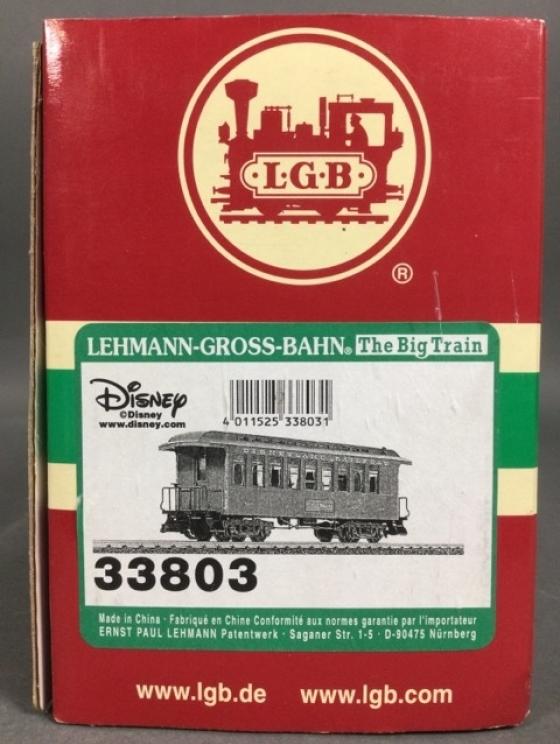 L·G·B
®
LEHMANN-GROSS-BAHN® The Big Train
Disney
©Disney
www.disney.com
4 011525 338031
DISNEYLAND RAILROAD
33803
Made in China · Fabriqué en Chine Conformité aux normes garantie par l'importateur
ERNST PAUL LEHMANN Patentwerk · Saganer Str. 1-5 · D-90475 Nürnberg
www.lgb.de www.lgb.com